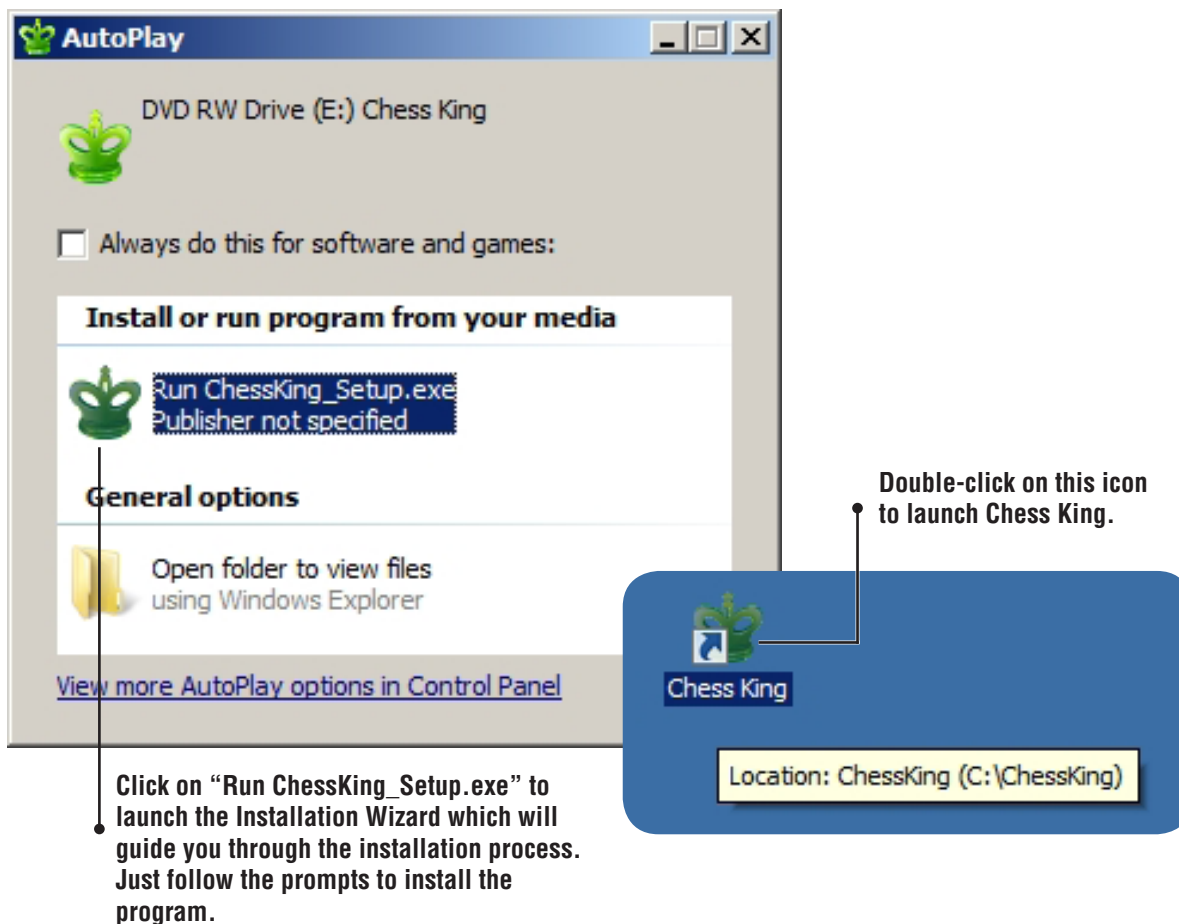 AutoPlay
DVD RW Drive (E:) Chess King
Always do this for software and games:
Install or run program from your media
Run ChessKing_Setup.exe
Publisher not specified
General options
Open folder to view files
using Windows Explorer
View more AutoPlay options in Control Panel
Double-click on this icon
to launch Chess King.
Chess King
Location: ChessKing (C:\ChessKing)
Click on “Run ChessKing_Setup.exe” to
launch the Installation Wizard which will
guide you through the installation process.
Just follow the prompts to install the
program.